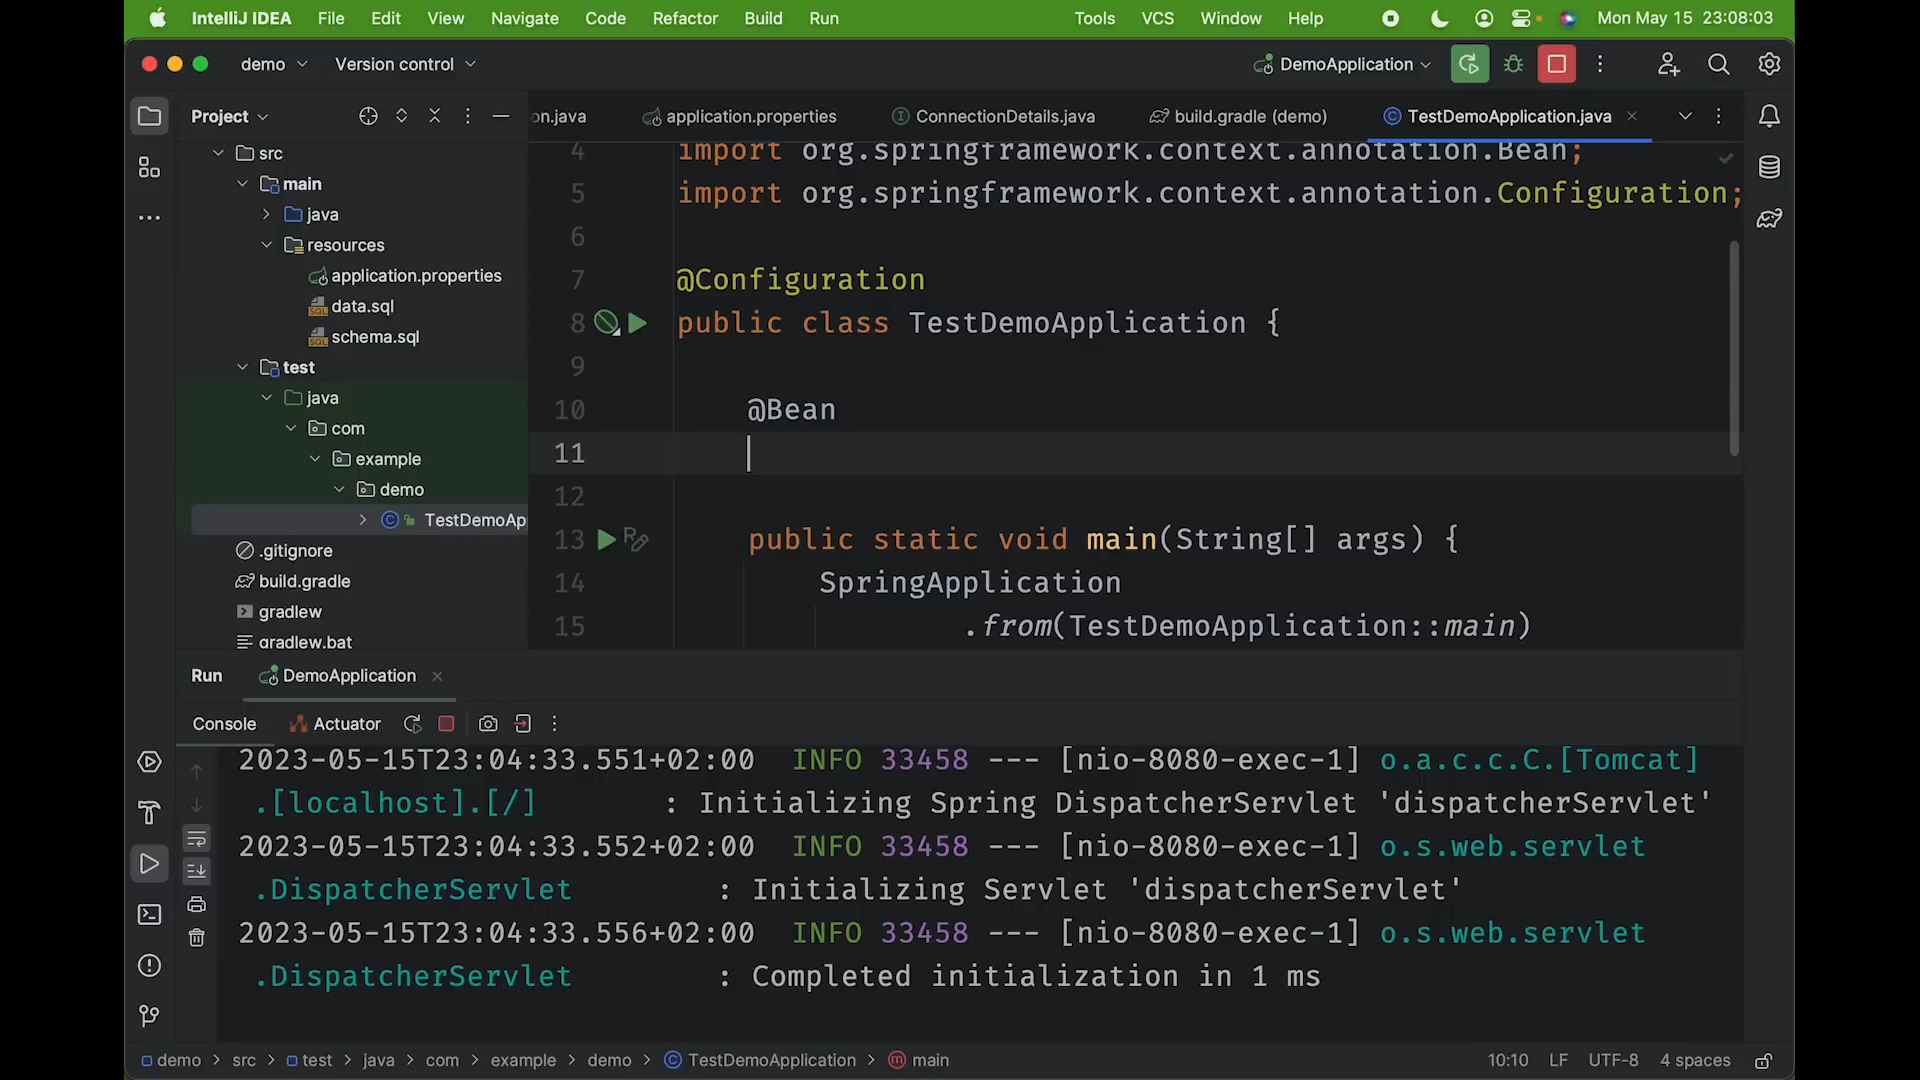 IntelliJ IDEA File Edit View Navigate Code Refactor Build Run Tools VCS Window Help Mon May 15 23:08:03
demo Version control DemoApplication
Project
on.java application.properties ConnectionDetails.java build.gradle (demo) TestDemoApplication.java
src
main
java
resources
application.properties
data.sql
schema.sql
test
java
com
example
demo
TestDemoAp
.gitignore
build.gradle
gradlew
gradlew.bat
4 import org.springframework.context.annotation.Bean;
5 import org.springframework.context.annotation.Configuration;
6
7 @Configuration
8 public class TestDemoApplication {
9
10 @Bean
11
12
13 public static void main(String[] args) {
14 SpringApplication
15 .from(TestDemoApplication::main)
Run DemoApplication
Console Actuator
2023-05-15T23:04:33.551+02:00 INFO 33458 --- [nio-8080-exec-1] o.a.c.c.C.[Tomcat]
.[localhost].[/] : Initializing Spring DispatcherServlet 'dispatcherServlet'
2023-05-15T23:04:33.552+02:00 INFO 33458 --- [nio-8080-exec-1] o.s.web.servlet
.DispatcherServlet : Initializing Servlet 'dispatcherServlet'
2023-05-15T23:04:33.556+02:00 INFO 33458 --- [nio-8080-exec-1] o.s.web.servlet
.DispatcherServlet : Completed initialization in 1 ms
demo > src > test > java > com > example > demo > TestDemoApplication > main 10:10 LF UTF-8 4 spaces